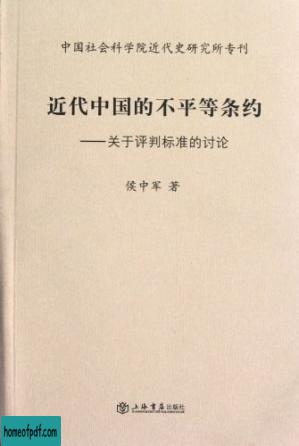 中国社会科学院近代史研究所专刊
近代中国的不平等条约
——关于评判标准的讨论
侯中军 著
上海书店出版社
homeofpdf.com